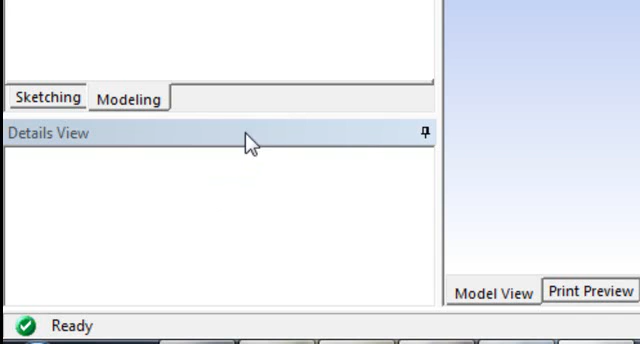 Sketching Modeling
Details View
Model View Print Preview
Ready